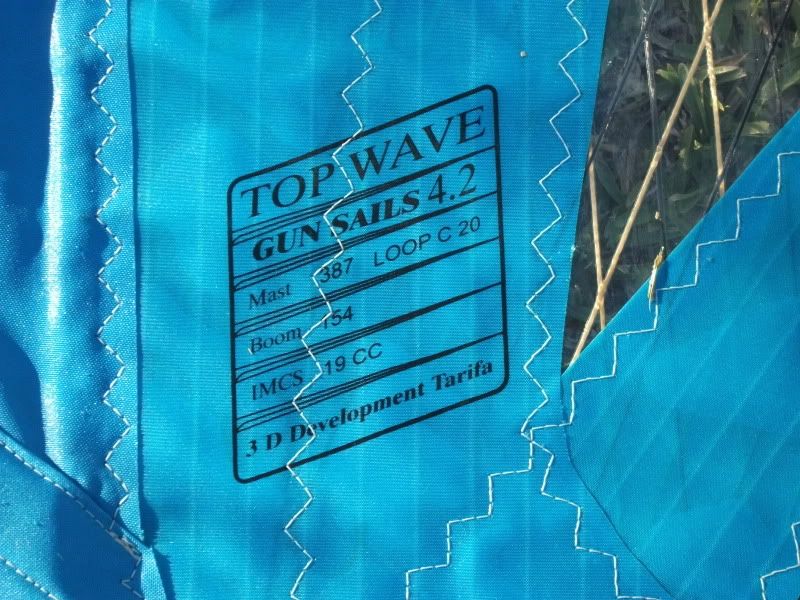 TOP WAVE
GUN SAILS 4.2
Mast 387 LOOP C 20
Boom 154
IMCS 19 CC
3 D Development Tarifa